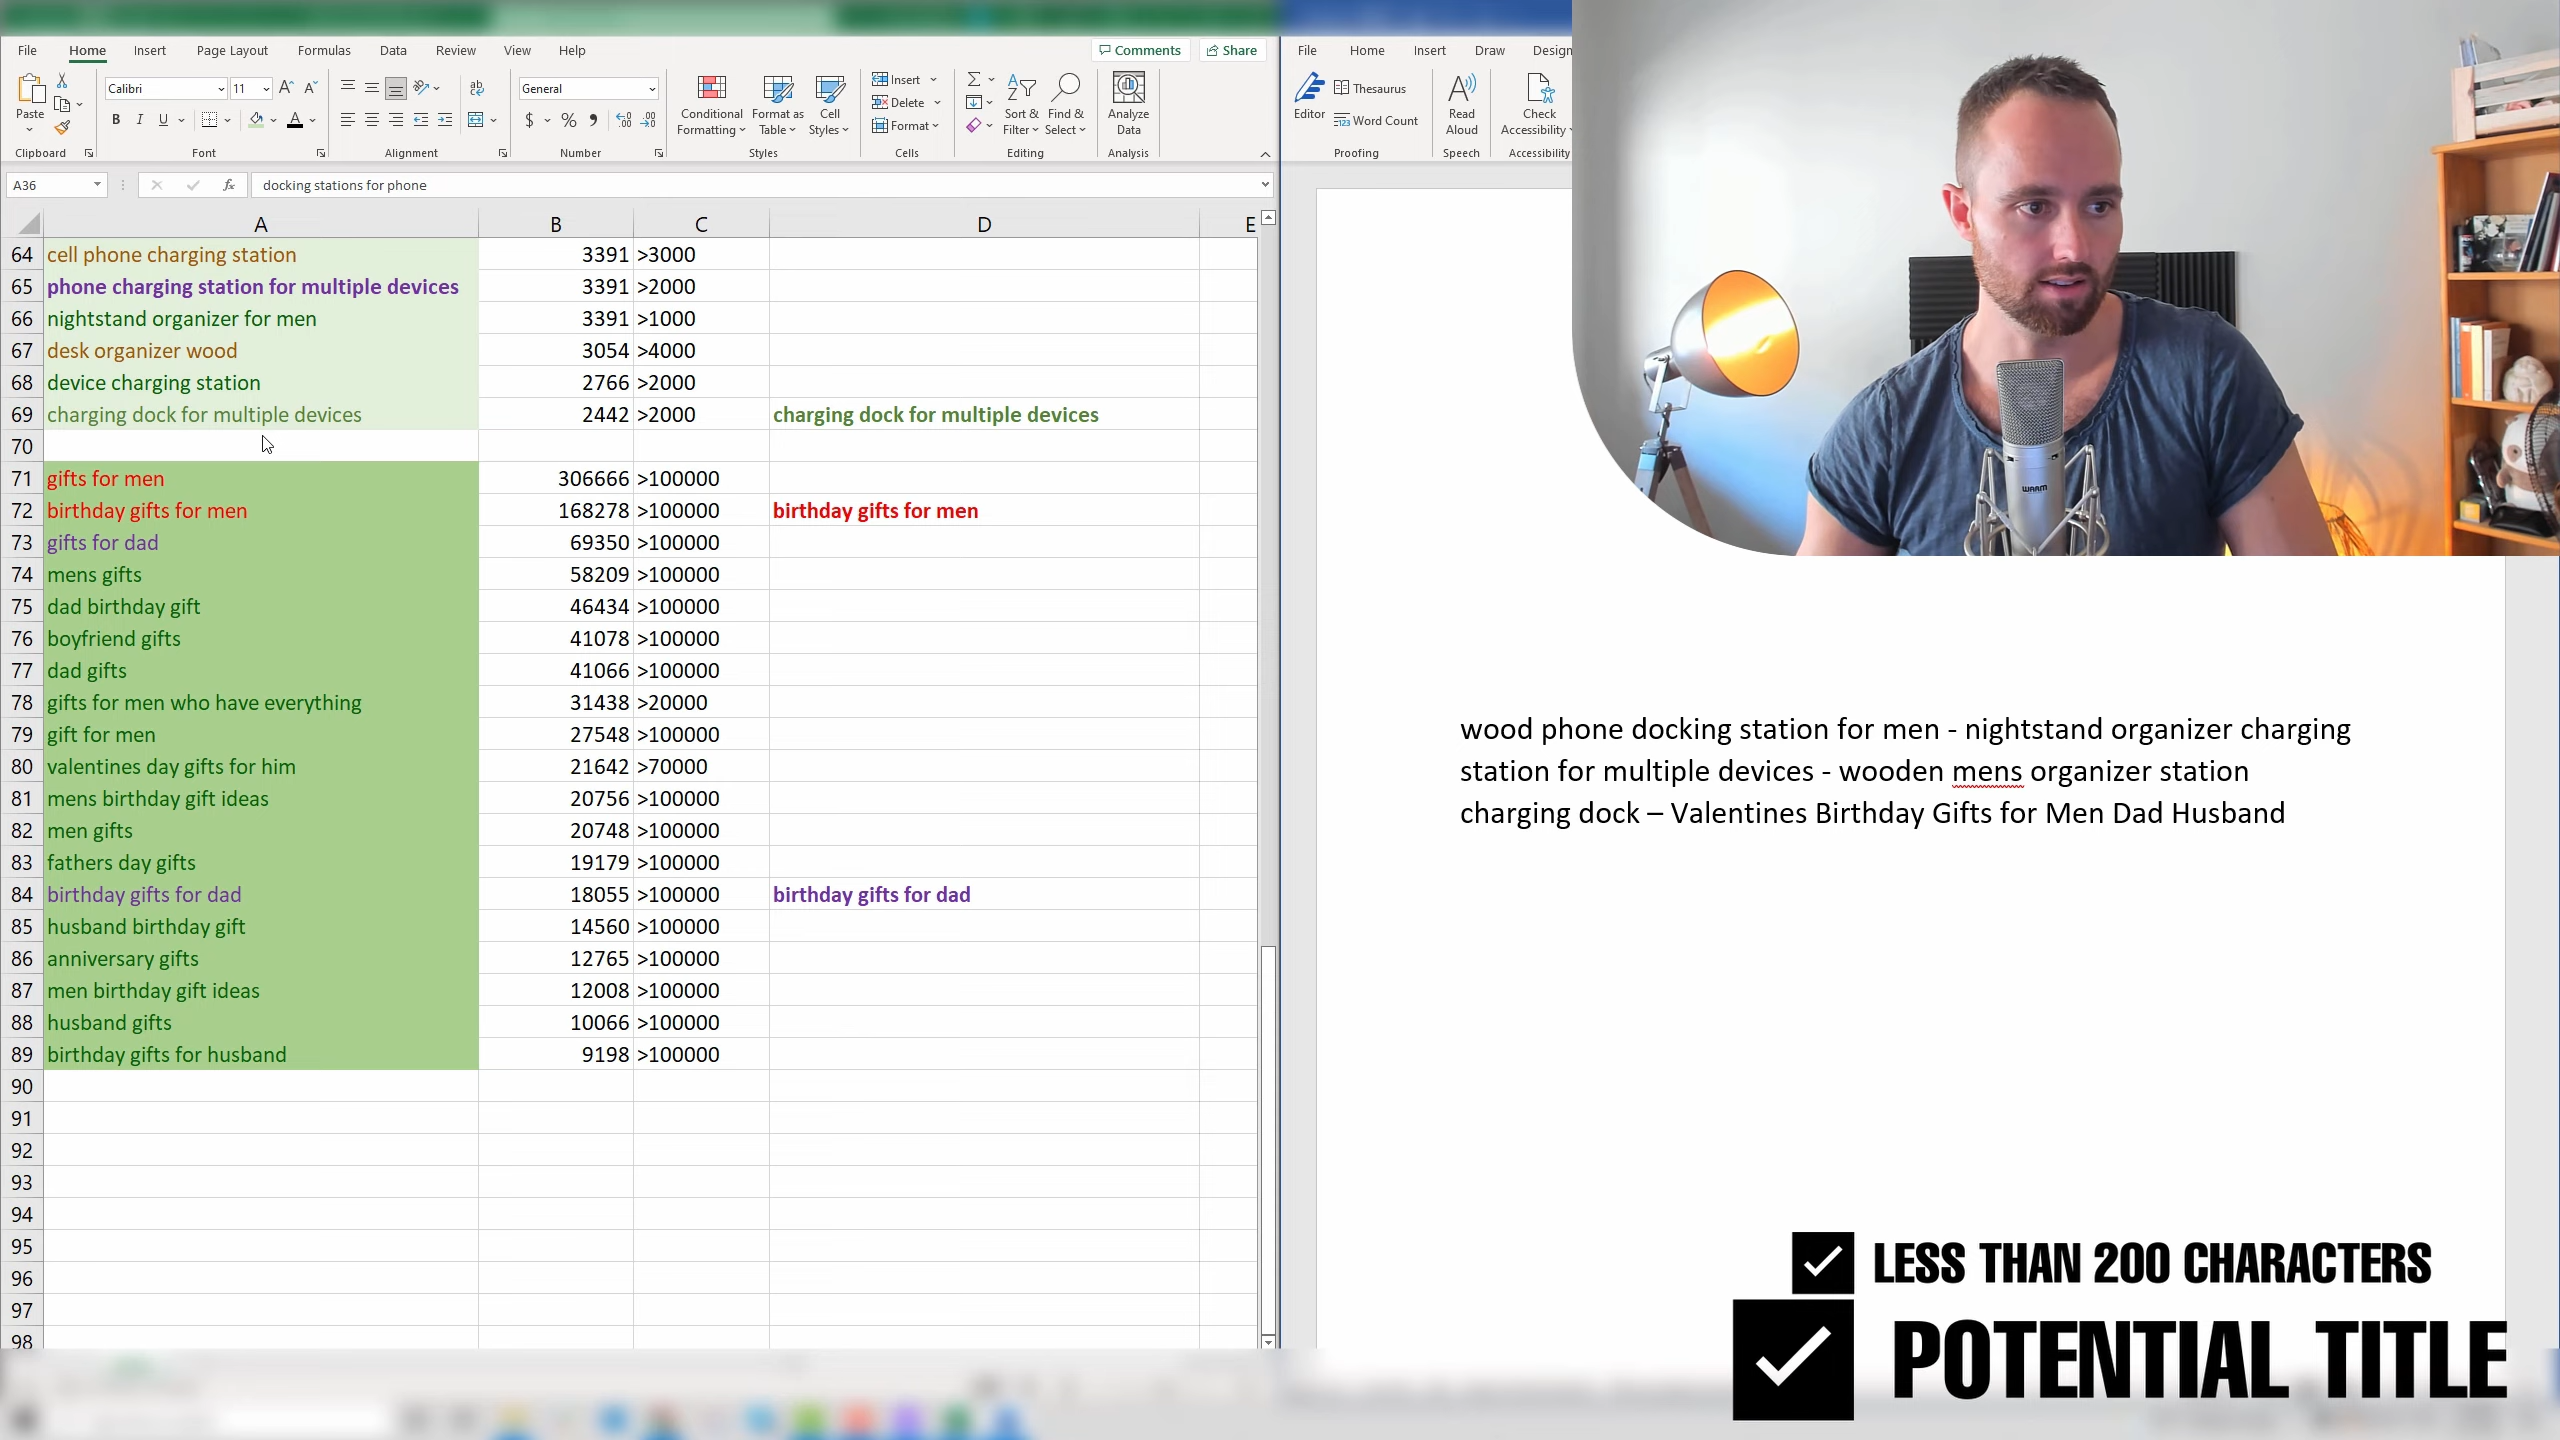 File Home Insert Page Layout Formulas Data Review View Help Comments Share
File Home Insert Draw Design
Calibri 11 General
Paste
B I U $ %
Conditional Formatting Format as Table Cell Styles
Insert
Delete
Format
Sort & Filter Find & Select Analyze Data
Clipboard Font Alignment Number Styles Cells Editing Analysis
Editor Thesaurus Word Count Read Aloud Check Accessibility
Proofing Speech Accessibility
A36 fx docking stations for phone
A B C D E
64 cell phone charging station 3391 >3000
65 phone charging station for multiple devices 3391 >2000
66 nightstand organizer for men 3391 >1000
67 desk organizer wood 3054 >4000
68 device charging station 2766 >2000
69 charging dock for multiple devices 2442 >2000 charging dock for multiple devices
70
71 gifts for men 306666 >100000
72 birthday gifts for men 168278 >100000 birthday gifts for men
73 gifts for dad 69350 >100000
74 mens gifts 58209 >100000
75 dad birthday gift 46434 >100000
76 boyfriend gifts 41078 >100000
77 dad gifts 41066 >100000
78 gifts for men who have everything 31438 >20000
79 gift for men 27548 >100000
80 valentines day gifts for him 21642 >70000
81 mens birthday gift ideas 20756 >100000
82 men gifts 20748 >100000
83 fathers day gifts 19179 >100000
84 birthday gifts for dad 18055 >100000 birthday gifts for dad
85 husband birthday gift 14560 >100000
86 anniversary gifts 12765 >100000
87 men birthday gift ideas 12008 >100000
88 husband gifts 10066 >100000
89 birthday gifts for husband 9198 >100000
90
91
92
93
94
95
96
97
98
WARM
wood phone docking station for men - nightstand organizer charging
station for multiple devices - wooden mens organizer station
charging dock – Valentines Birthday Gifts for Men Dad Husband
LESS THAN 200 CHARACTERS
POTENTIAL TITLE